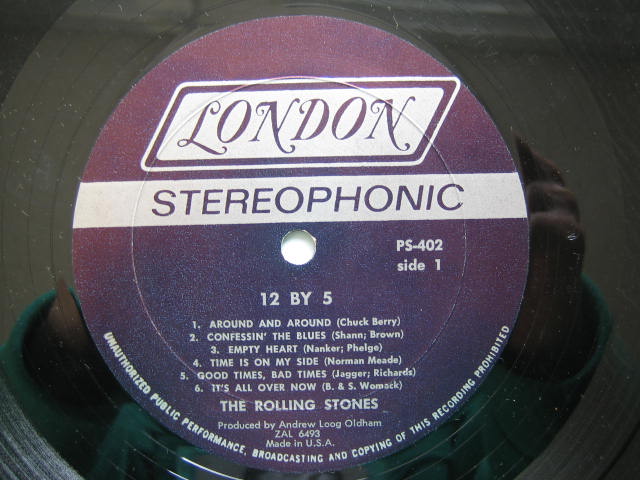 LONDON
STEREOPHONIC
PS-402
side 1
12 BY 5
1. AROUND AND AROUND (Chuck Berry)
2. CONFESSIN' THE BLUES (Shann; Brown)
3. EMPTY HEART (Nanker; Phelge)
4. TIME IS ON MY SIDE (Norman Meade)
5. GOOD TIMES, BAD TIMES (Jagger; Richards)
6. IT'S ALL OVER NOW (B. & S. Womack)
THE ROLLING STONES
Produced by Andrew Loog Oldham
ZAL 6493
Made in U.S.A.
UNAUTHORIZED PUBLIC PERFORMANCE, BROADCASTING AND COPYING OF THIS RECORDING PROHIBITED